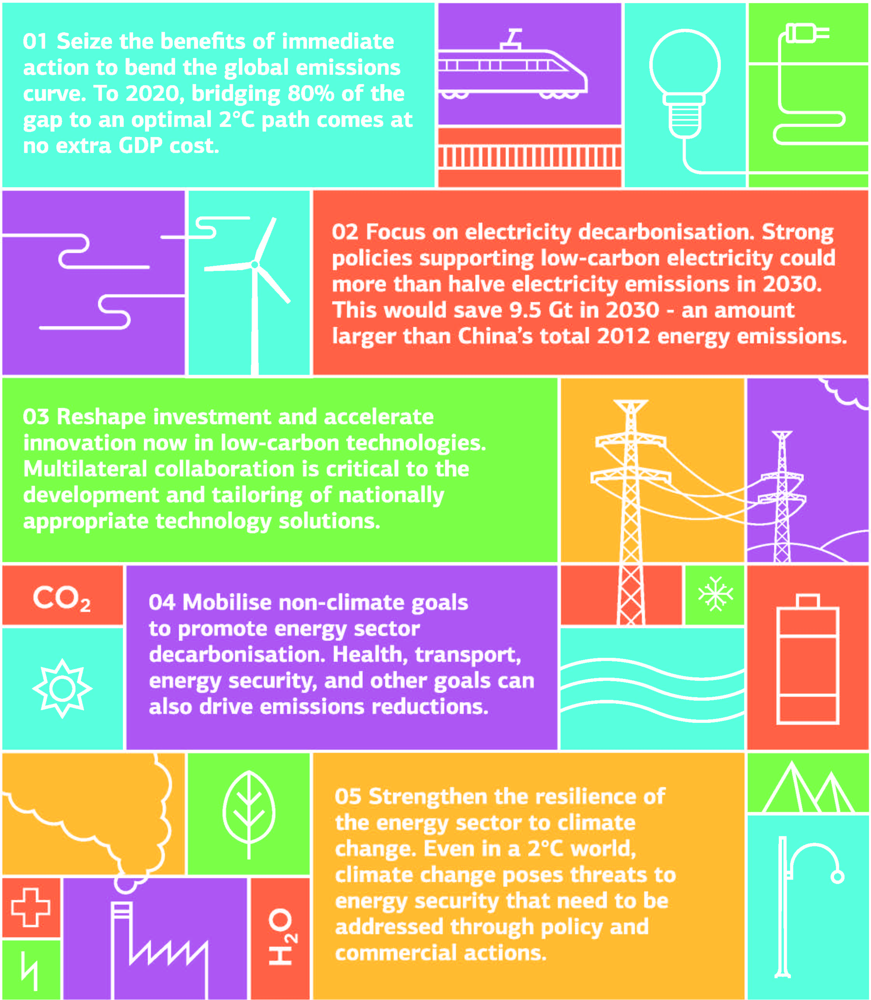 01 Seize the benefits of immediate
action to bend the global emissions
curve. To 2020, bridging 80% of the
gap to an optimal 2°C path comes at
no extra GDP cost.
02 Focus on electricity decarbonisation. Strong
policies supporting low-carbon electricity could
more than halve electricity emissions in 2030.
This would save 9.5 Gt in 2030 - an amount
larger than China’s total 2012 energy emissions.
03 Reshape investment and accelerate
innovation now in low-carbon technologies.
Multilateral collaboration is critical to the
development and tailoring of nationally
appropriate technology solutions.
CO₂
04 Mobilise non-climate goals
to promote energy sector
decarbonisation. Health, transport,
energy security, and other goals can
also drive emissions reductions.
05 Strengthen the resilience of
the energy sector to climate
change. Even in a 2°C world,
climate change poses threats to
energy security that need to be
addressed through policy and
commercial actions.
H₂O